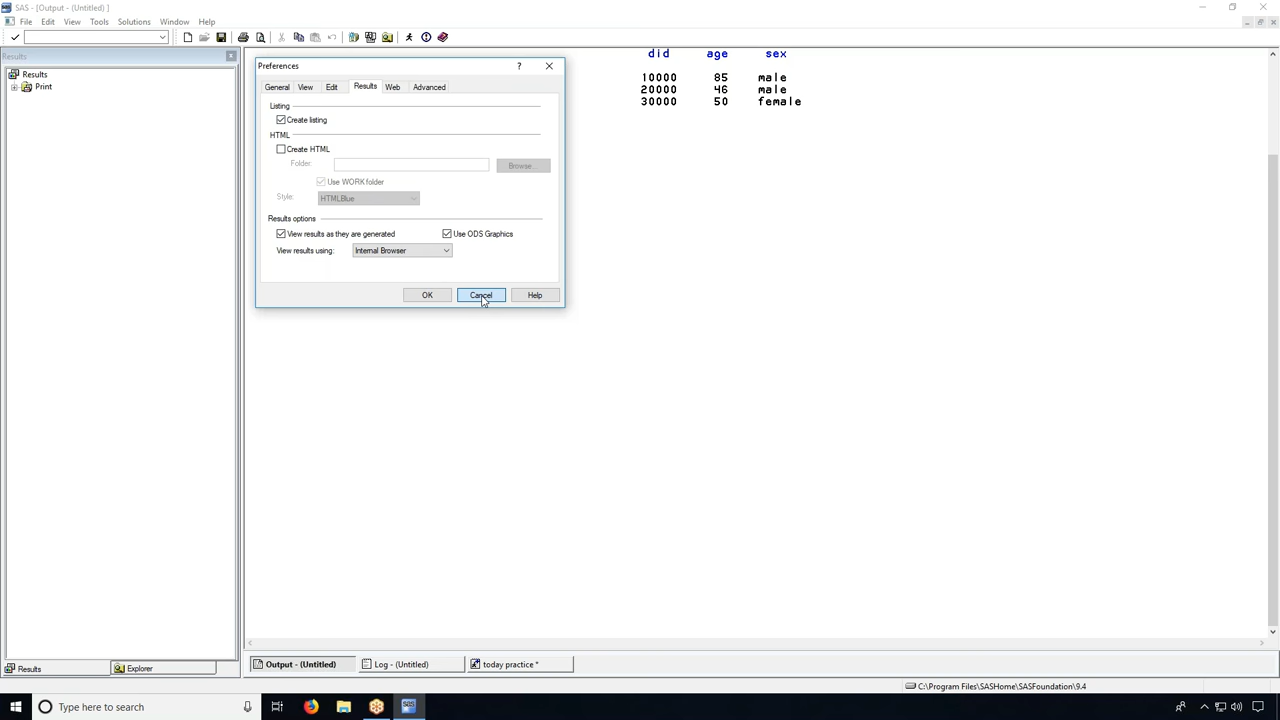 SAS - [Output - (Untitled) ]
File Edit View Tools Solutions Window Help
Results
Results
Print
did age sex
10000 85 male
20000 46 male
30000 50 female
Preferences
?
General View Edit Results Web Advanced
Listing
Create listing
HTML
Create HTML
Folder: Browse...
Use WORK folder
Style: HTMLBlue
Results options
View results as they are generated Use ODS Graphics
View results using: Internal Browser
OK Cancel Help
Results Explorer
Output - (Untitled) Log - (Untitled) today practice *
C:\Program Files\SASHome\SASFoundation\9.4
Type here to search